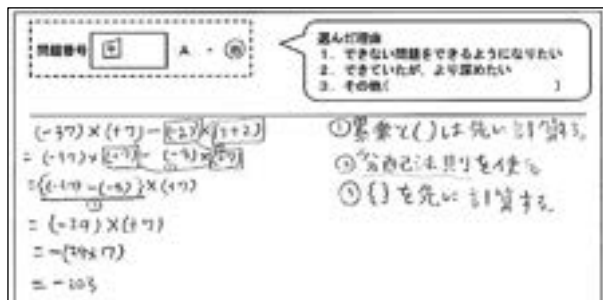 問題番号 A ・
選んだ理由
1. できない問題をできるようになりたい
2. できていたが、より深めたい
3. その他( )
(-37)×(+7)-
= (-37)×(+7)-(-8)×(+7)
= {(-37)-(-8)}×(+7)
①
= (-29)×(+7)
= -(29×7)
= -203
①累乗と( )は先に計算する。
②分配法則を使う
③{ }を先に計算する。